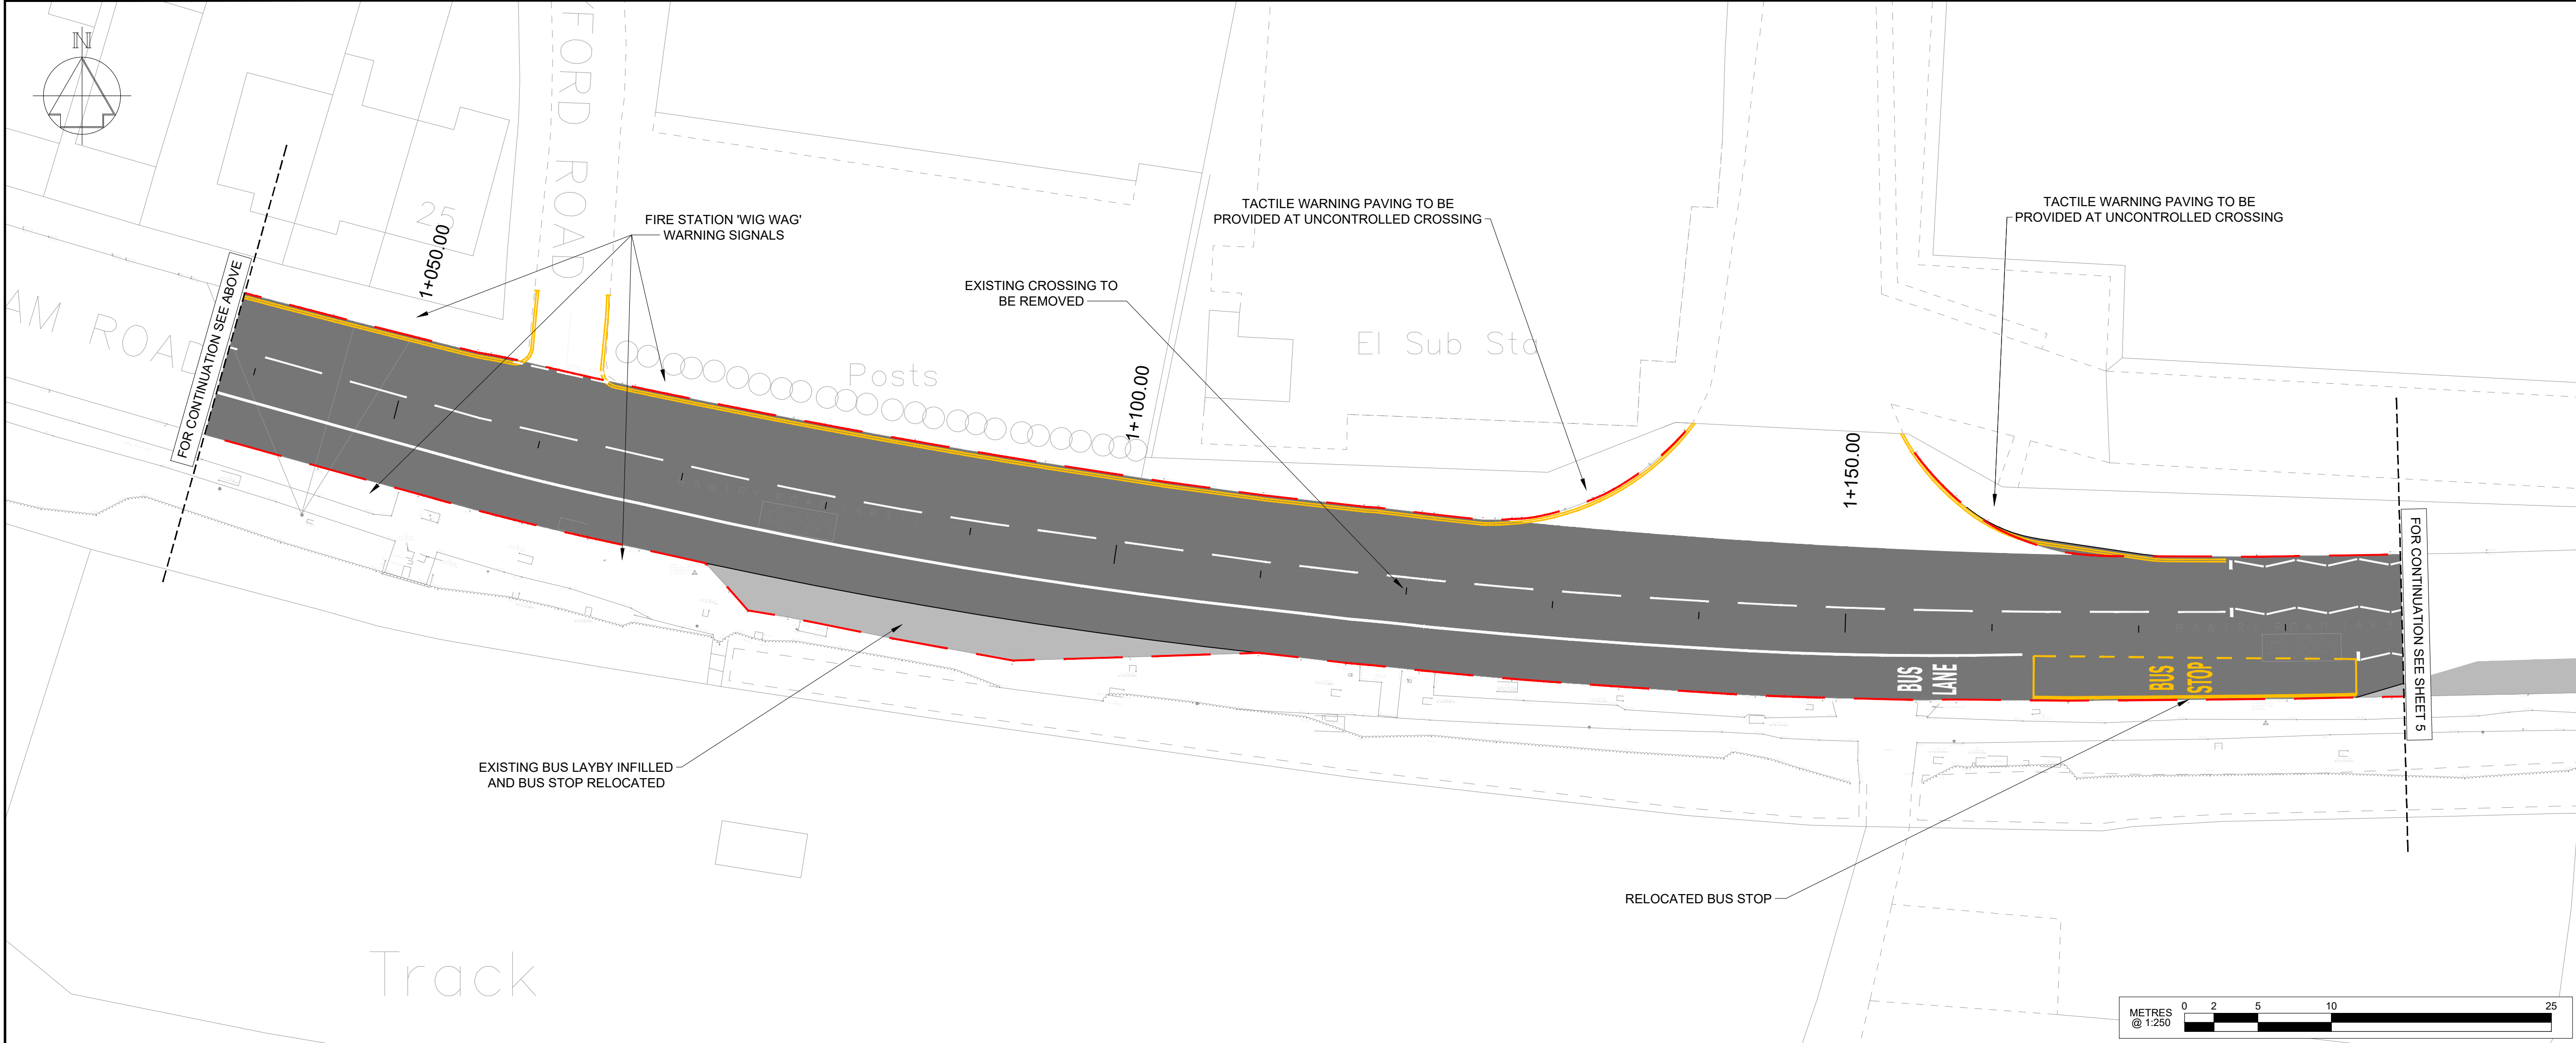 N
FORD ROAD
25
1+050.00
FIRE STATION 'WIG WAG'
WARNING SIGNALS
TACTILE WARNING PAVING TO BE
PROVIDED AT UNCONTROLLED CROSSING
TACTILE WARNING PAVING TO BE
PROVIDED AT UNCONTROLLED CROSSING
EXISTING CROSSING TO
BE REMOVED
FOR CONTINUATION SEE ABOVE
AM ROAD
Posts
El Sub Sta
1+100.00
1+150.00
FOR CONTINUATION SEE SHEET 5
BUS
LANE
BUS
STOP
EXISTING BUS LAYBY INFILLED
AND BUS STOP RELOCATED
RELOCATED BUS STOP
Track
METRES
@ 1:250
0 2 5 10 25